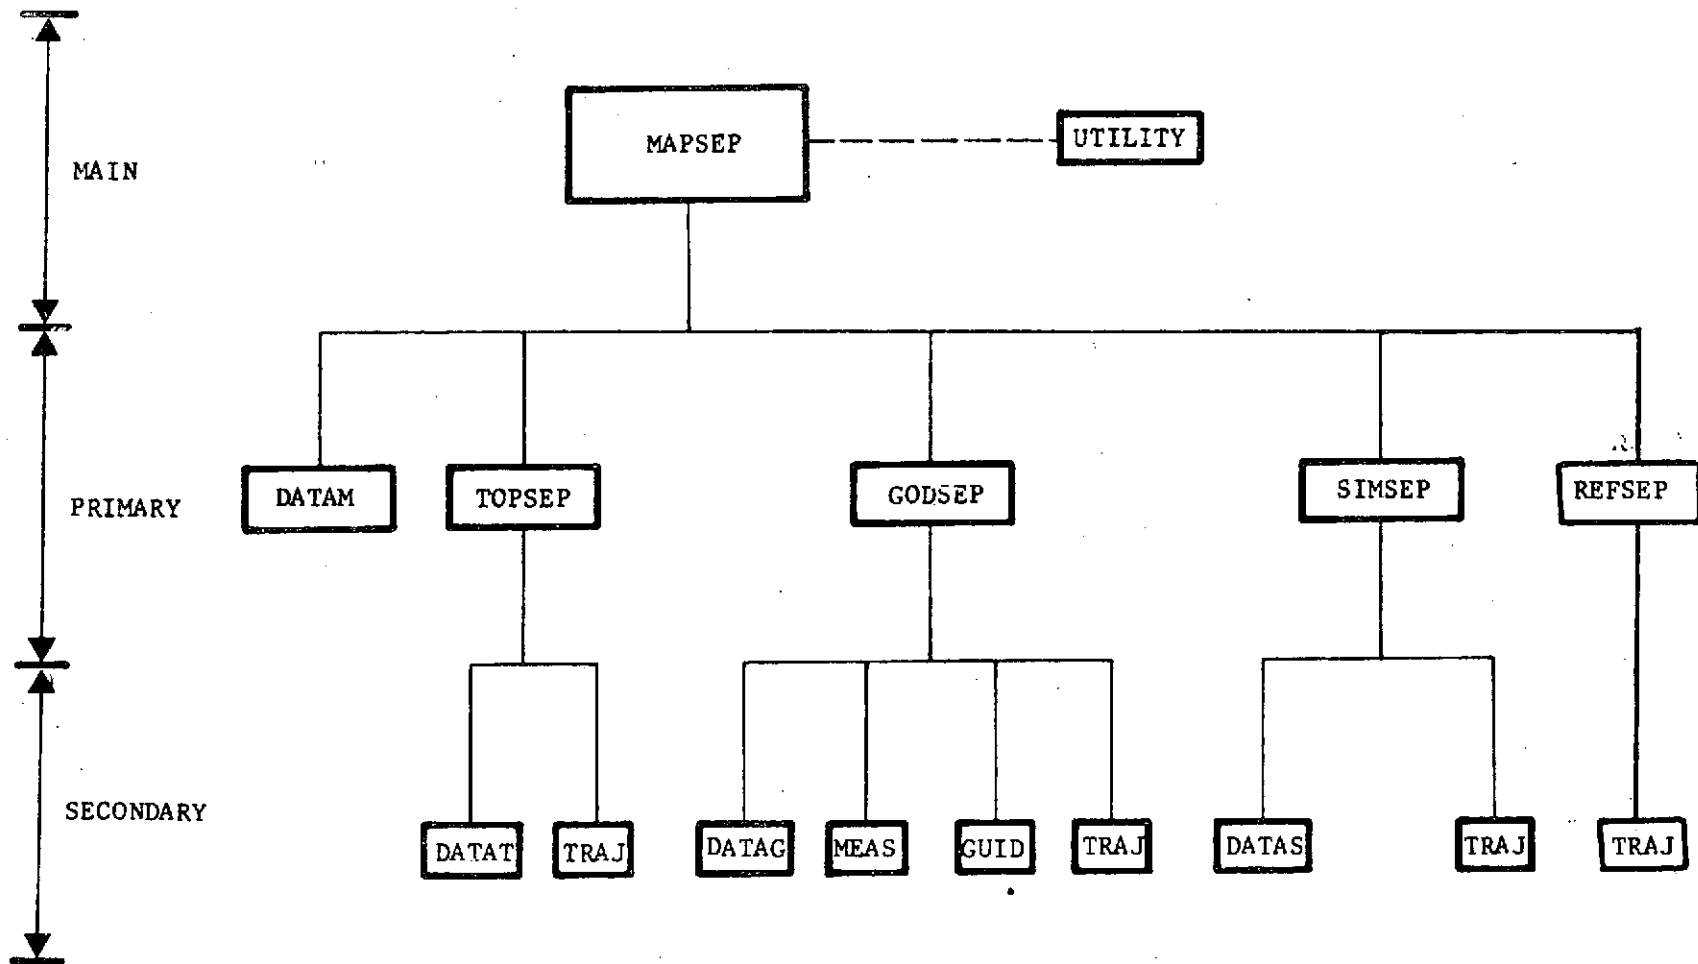 MAPSEP
UTILITY
MAIN
PRIMARY
DATAM
TOPSEP
GODSEP
SIMSEP
REFSEP
SECONDARY
DATAT
TRAJ
DATAG
MEAS
GUID
TRAJ
DATAS
TRAJ
TRAJ